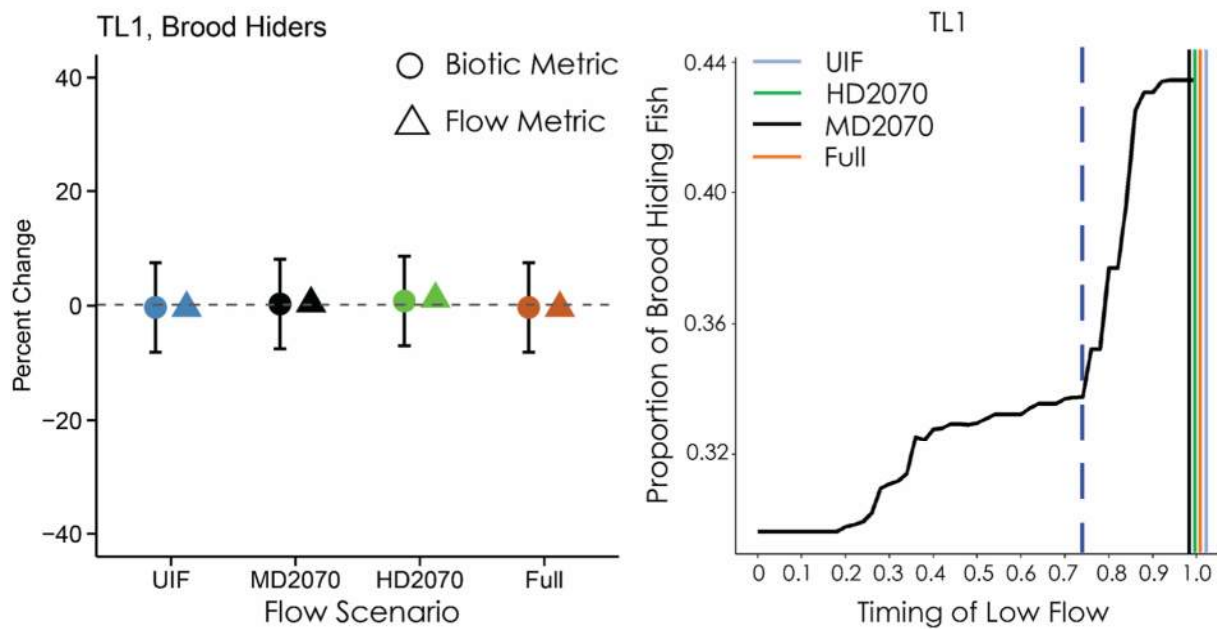 TL1, Brood Hiders
Biotic Metric
Flow Metric
Percent Change
40
20
0
−20
−40
UIF MD2070 HD2070 Full
Flow Scenario
TL1
UIF
HD2070
MD2070
Full
Proportion of Brood Hiding Fish
0.44
0.40
0.36
0.32
0 0.1 0.2 0.3 0.4 0.5 0.6 0.7 0.8 0.9 1.0
Timing of Low Flow